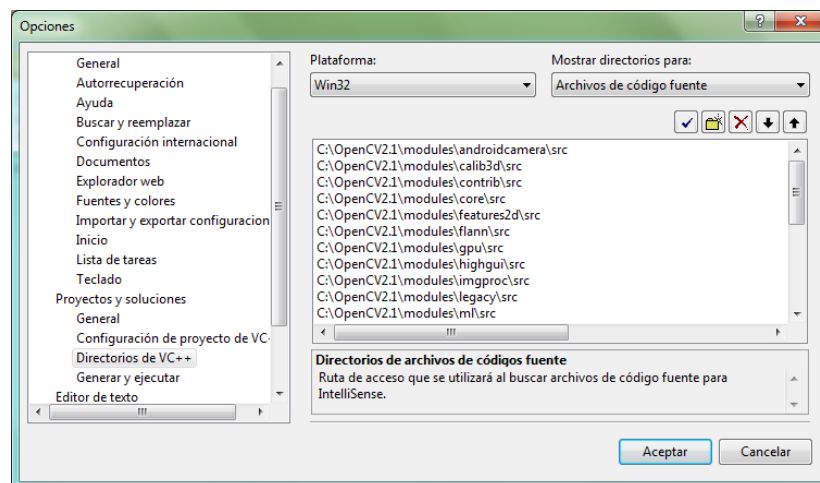 Opciones
General
Autorrecuperación
Ayuda
Buscar y reemplazar
Configuración internacional
Documentos
Explorador web
Fuentes y colores
Importar y exportar configuracion
Inicio
Lista de tareas
Teclado
Proyectos y soluciones
General
Configuración de proyecto de VC-
Directorios de VC++
Generar y ejecutar
Editor de texto
Plataforma:
Win32
Mostrar directorios para:
Archivos de código fuente
C:\OpenCV2.1\modules\androidcamera\src
C:\OpenCV2.1\modules\calib3d\src
C:\OpenCV2.1\modules\contrib\src
C:\OpenCV2.1\modules\core\src
C:\OpenCV2.1\modules\features2d\src
C:\OpenCV2.1\modules\flann\src
C:\OpenCV2.1\modules\gpu\src
C:\OpenCV2.1\modules\highgui\src
C:\OpenCV2.1\modules\imgproc\src
C:\OpenCV2.1\modules\legacy\src
C:\OpenCV2.1\modules\ml\src
Directorios de archivos de códigos fuente
Ruta de acceso que se utilizará al buscar archivos de código fuente para
IntelliSense.
Aceptar
Cancelar